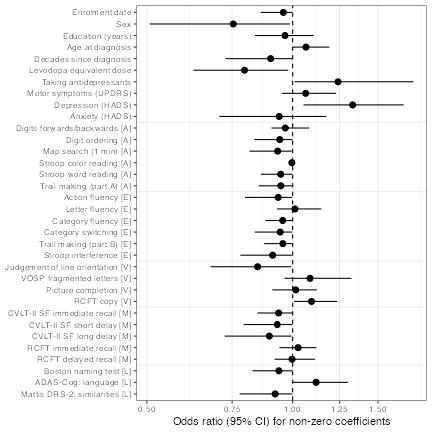 Enrolment date
Sex
Education (years)
Age at diagnosis
Decades since diagnosis
Levodopa equivalent dose
Taking antidepressants
Motor symptoms (UPDRS)
Depression (HADS)
Anxiety (HADS)
Digits forwards/backwards [A]
Digit ordering [A]
Map search (1 min) [A]
Stroop color reading [A]
Stroop word reading [A]
Trail making (part A) [A]
Action fluency [E]
Letter fluency [E]
Category fluency [E]
Category switching [E]
Trail making (part B) [E]
Stroop interference [E]
Judgement of line orientation [V]
VOSP fragmented letters [V]
Picture completion [V]
RCFT copy [V]
CVLT-II SF immediate recall [M]
CVLT-II SF short delay [M]
CVLT-II SF long delay [M]
RCFT immediate recall [M]
RCFT delayed recall [M]
Boston naming test [L]
ADAS-Cog: language [L]
Mattis DRS-2: similarities [L]
0.50 0.75 1.00 1.25 1.50
Odds ratio (95% CI) for non-zero coefficients